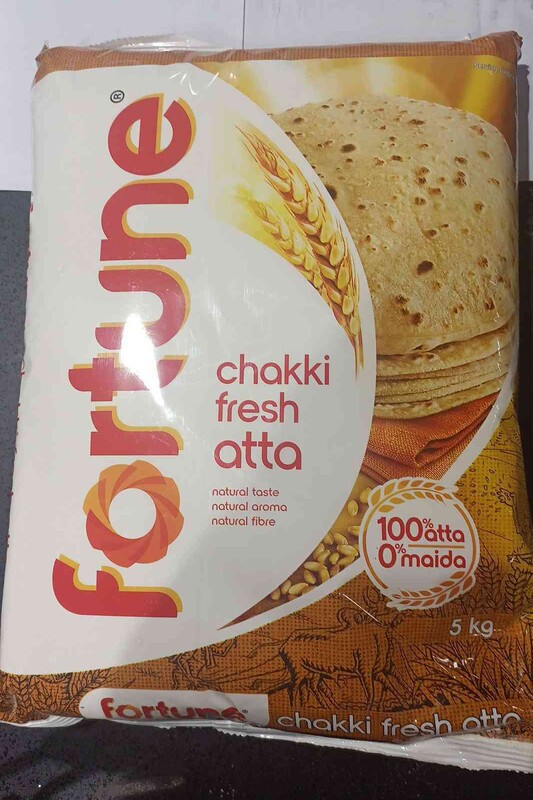 fortune®
chakki
fresh
atta
natural taste
natural aroma
natural fibre
100% atta
0% maida
5 kg
fortune®
chakki fresh atta